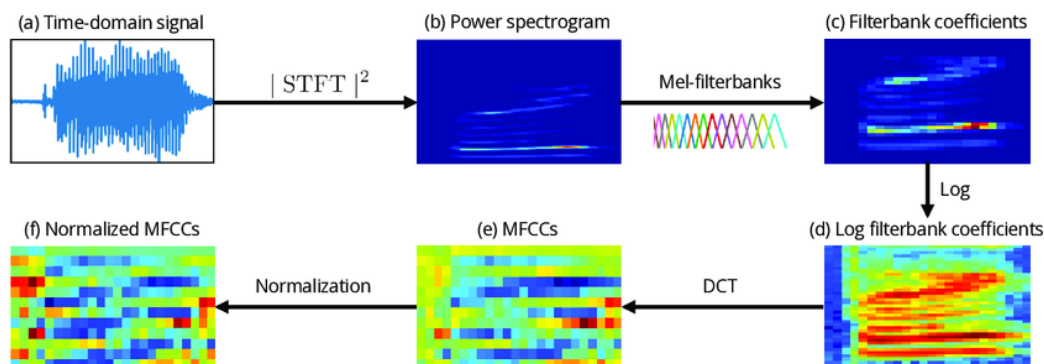 (a) Time-domain signal
| STFT |²
(b) Power spectrogram
Mel-filterbanks
(c) Filterbank coefficients
Log
(d) Log filterbank coefficients
DCT
(e) MFCCs
Normalization
(f) Normalized MFCCs